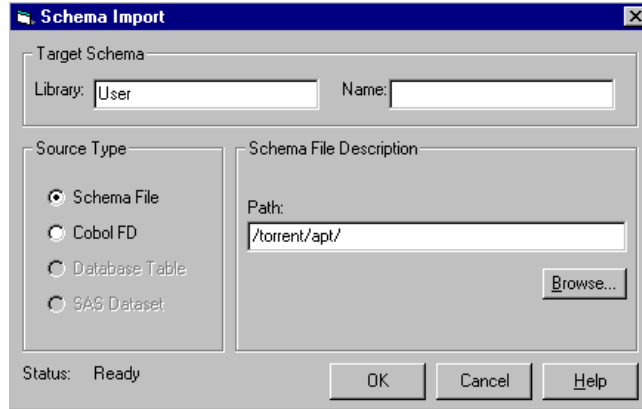 Schema Import
Target Schema
Library: User Name:
Source Type
Schema File
Cobol FD
Database Table
SAS Dataset
Schema File Description
Path:
/torrent/apt/
Browse...
Status: Ready
OK Cancel Help